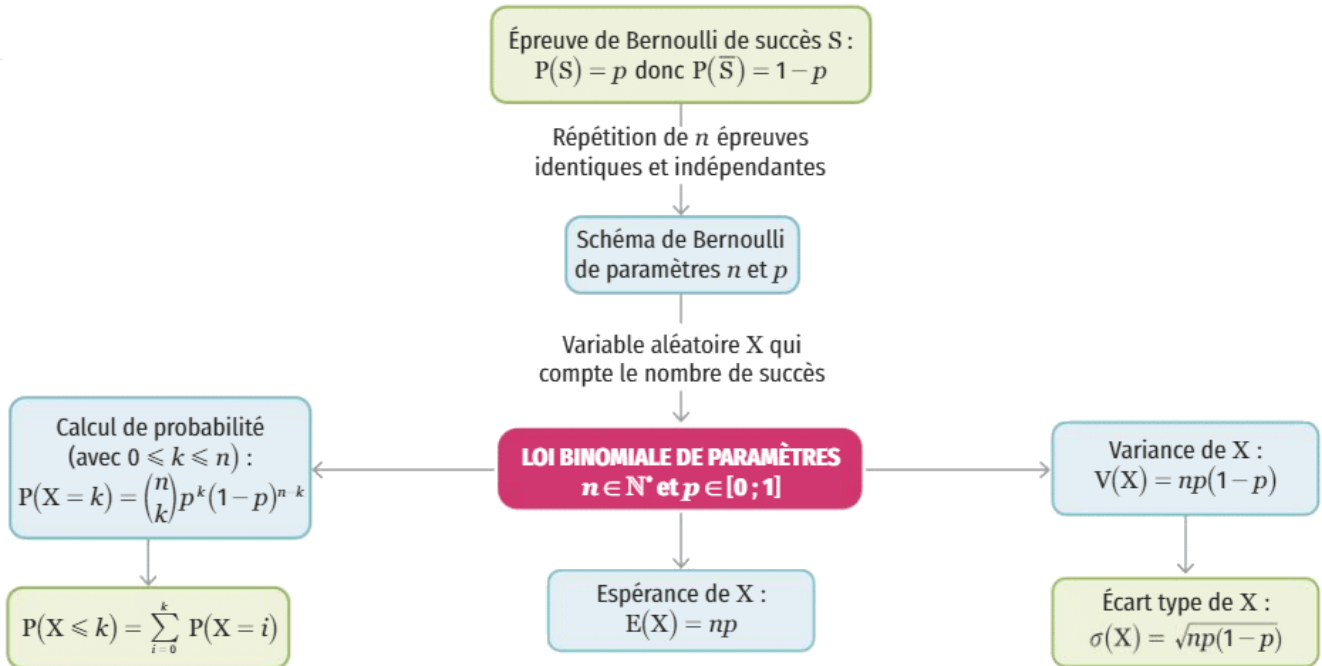 Épreuve de Bernoulli de succès S :
P(S) = p donc P(S̅) = 1 − p
Répétition de n épreuves
identiques et indépendantes
Schéma de Bernoulli
de paramètres n et p
Variable aléatoire X qui
compte le nombre de succès
LOI BINOMIALE DE PARAMÈTRES
n ∈ ℕ* et p ∈ [0 ; 1]
Calcul de probabilité
(avec 0 ⩽ k ⩽ n) :
P(X = k) = (n k) p^k (1 − p)^(n−k)
P(X ⩽ k) = ∑_{i=0}^{k} P(X = i)
Espérance de X :
E(X) = np
Variance de X :
V(X) = np(1 − p)
Écart type de X :
σ(X) = √(np(1 − p))